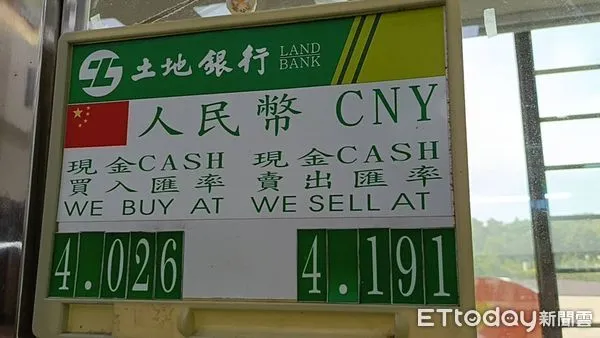 土地銀行 LAND BANK
人民幣 CNY
現金CASH 現金CASH
買入匯率 賣出匯率
WE BUY AT WE SELL AT
4.026 4.191
ETtoday新聞雲